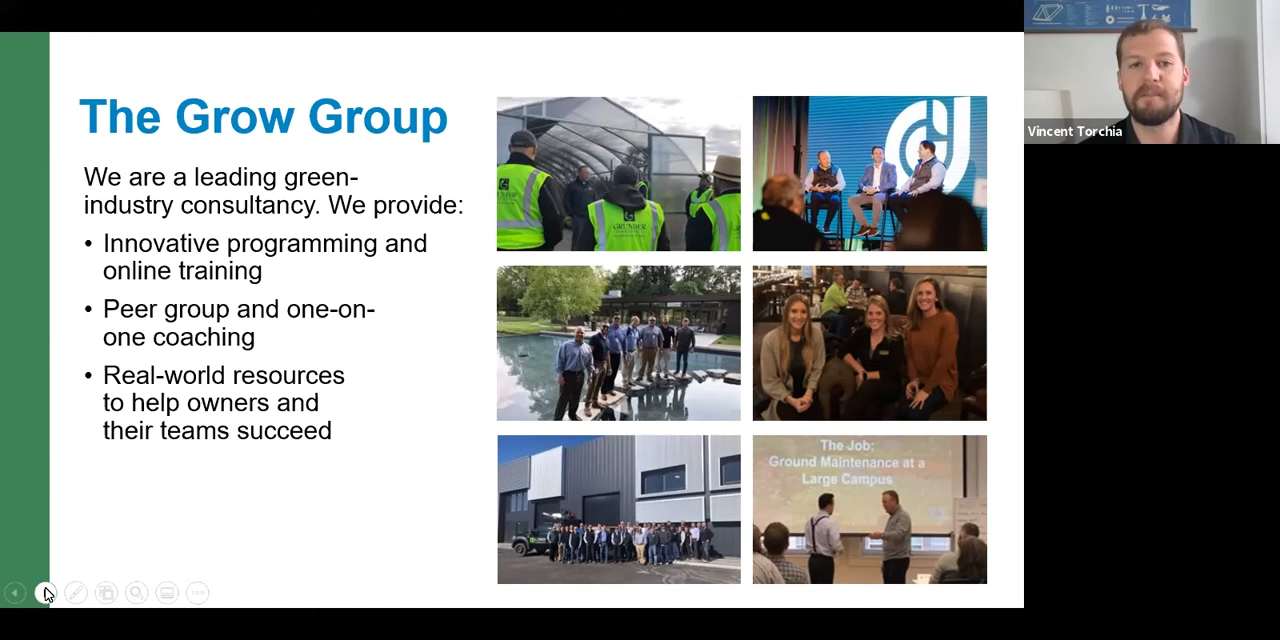 The Grow Group
We are a leading green-
industry consultancy. We provide:
• Innovative programming and
online training
• Peer group and one-on-
one coaching
• Real-world resources
to help owners and
their teams succeed
GRUNDER
The Job:
Ground Maintenance at a
Large Campus
Vincent Torchia